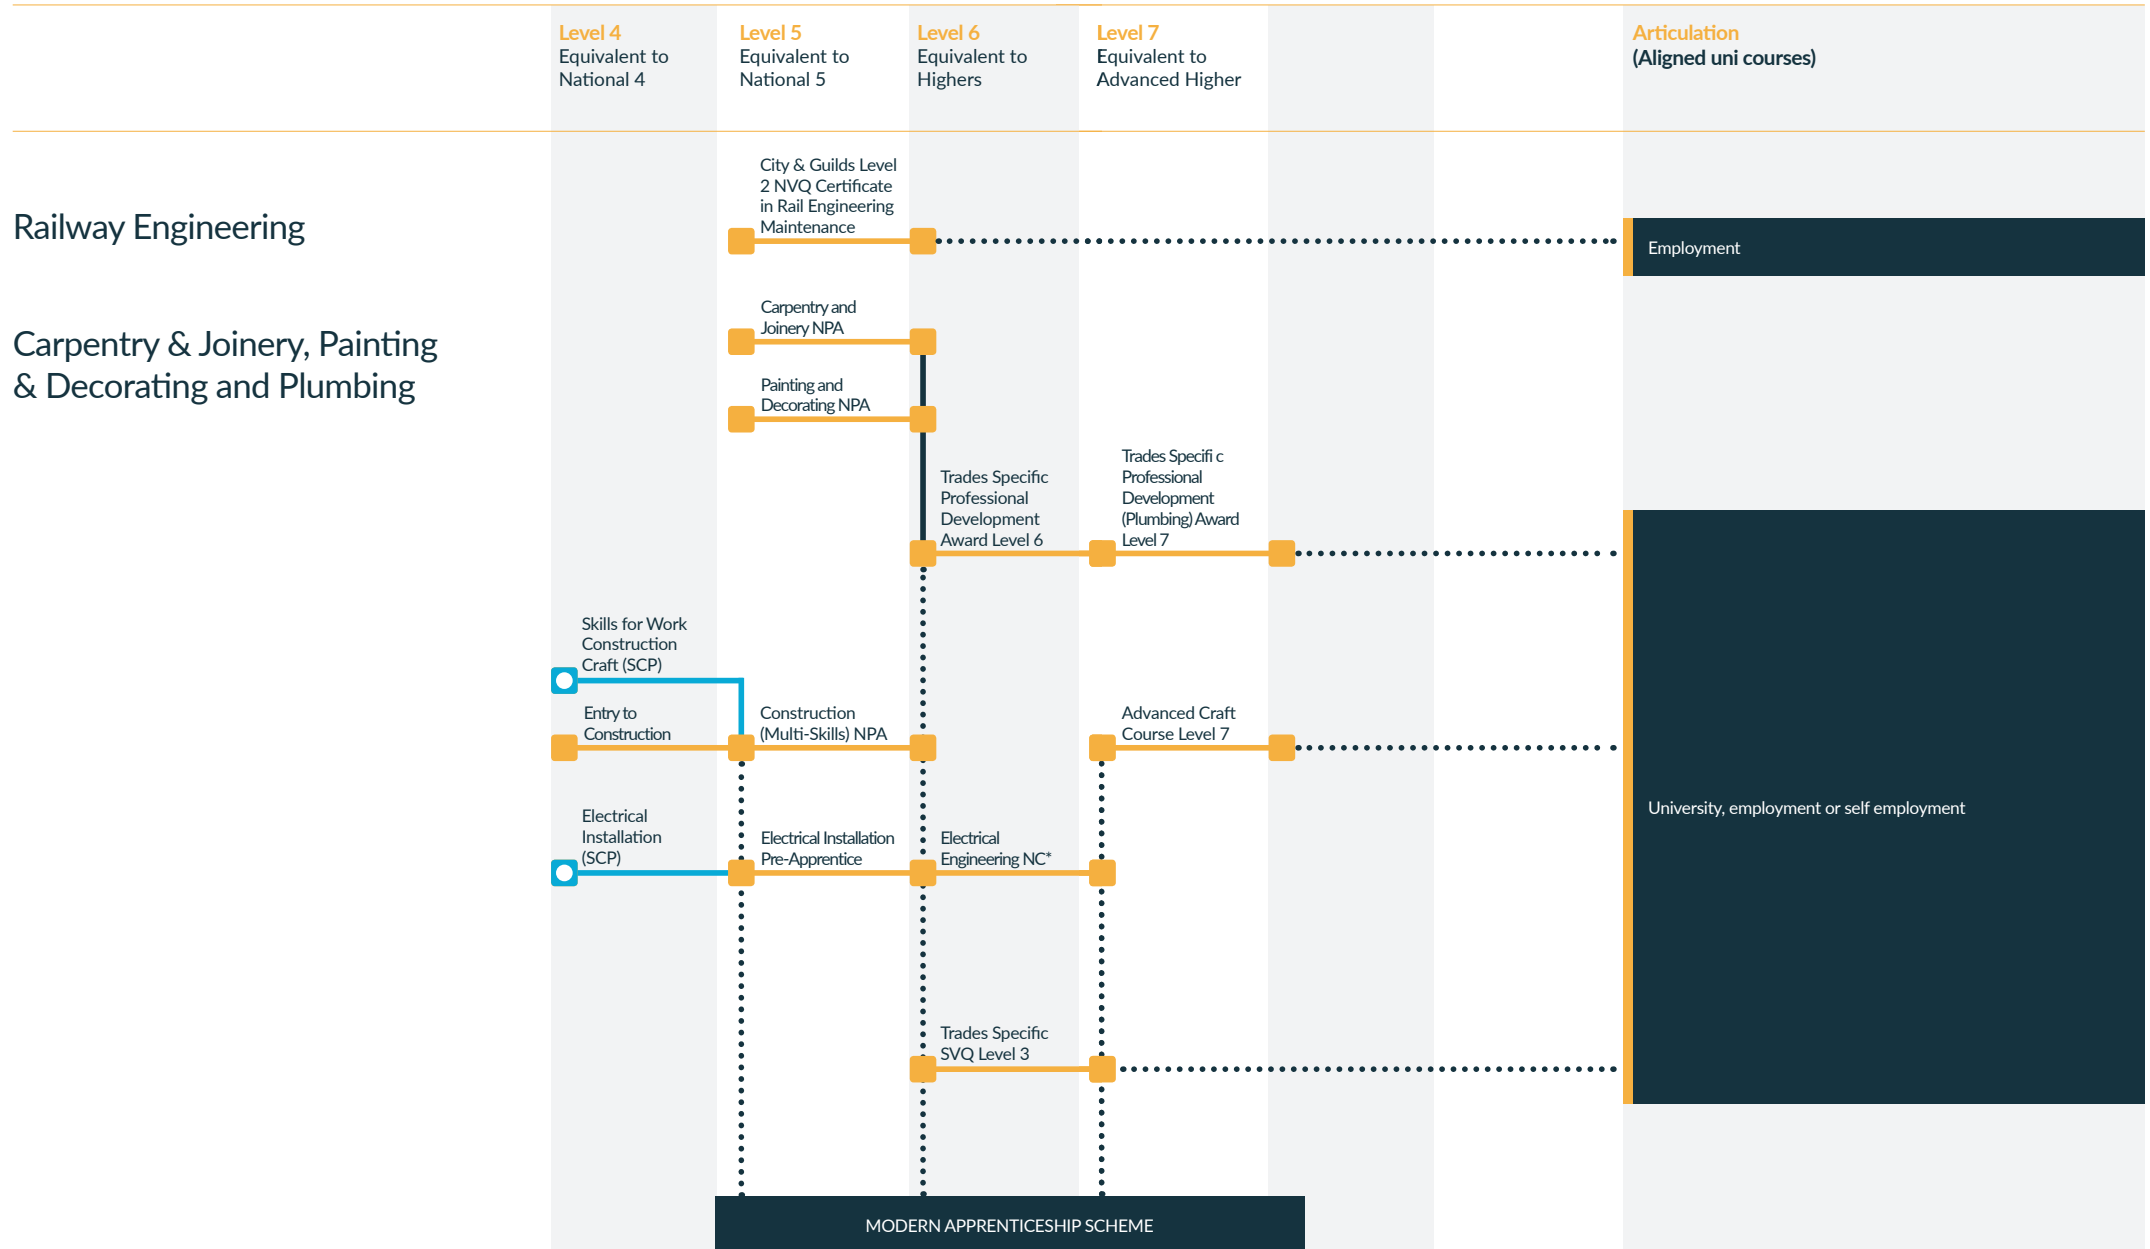 Level 4
Equivalent to
National 4
Level 5
Equivalent to
National 5
Level 6
Equivalent to
Highers
Level 7
Equivalent to
Advanced Higher
Articulation
(Aligned uni courses)
Railway Engineering
City & Guilds Level
2 NVQ Certificate
in Rail Engineering
Maintenance
Employment
Carpentry & Joinery, Painting
& Decorating and Plumbing
Carpentry and
Joinery NPA
Painting and
Decorating NPA
Trades Specific
Professional
Development
Award Level 6
Trades Specifi c
Professional
Development
(Plumbing) Award
Level 7
Skills for Work
Construction
Craft (SCP)
Entry to
Construction
Construction
(Multi-Skills) NPA
Advanced Craft
Course Level 7
University, employment or self employment
Electrical
Installation
(SCP)
Electrical Installation
Pre-Apprentice
Electrical
Engineering NC*
Trades Specific
SVQ Level 3
MODERN APPRENTICESHIP SCHEME